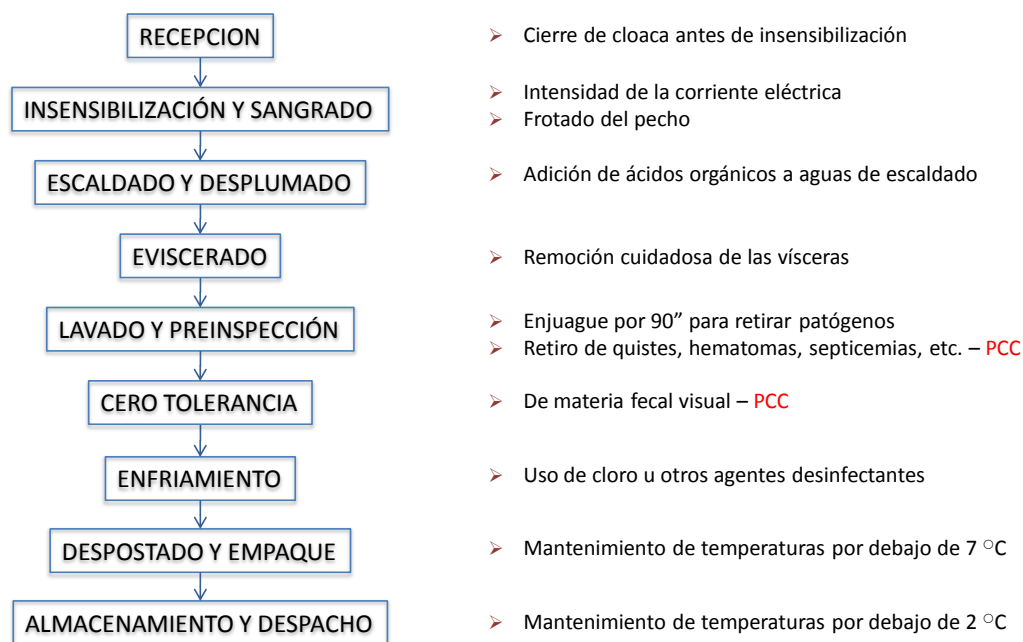 RECEPCION
➢ Cierre de cloaca antes de insensibilización
INSENSIBILIZACIÓN Y SANGRADO
➢ Intensidad de la corriente eléctrica
➢ Frotado del pecho
ESCALDADO Y DESPLUMADO
➢ Adición de ácidos orgánicos a aguas de escaldado
EVISCERADO
➢ Remoción cuidadosa de las vísceras
LAVADO Y PREINSPECCIÓN
➢ Enjuague por 90” para retirar patógenos
➢ Retiro de quistes, hematomas, septicemias, etc. – PCC
CERO TOLERANCIA
➢ De materia fecal visual – PCC
ENFRIAMIENTO
➢ Uso de cloro u otros agentes desinfectantes
DESPOSTADO Y EMPAQUE
➢ Mantenimiento de temperaturas por debajo de 7 °C
ALMACENAMIENTO Y DESPACHO
➢ Mantenimiento de temperaturas por debajo de 2 °C